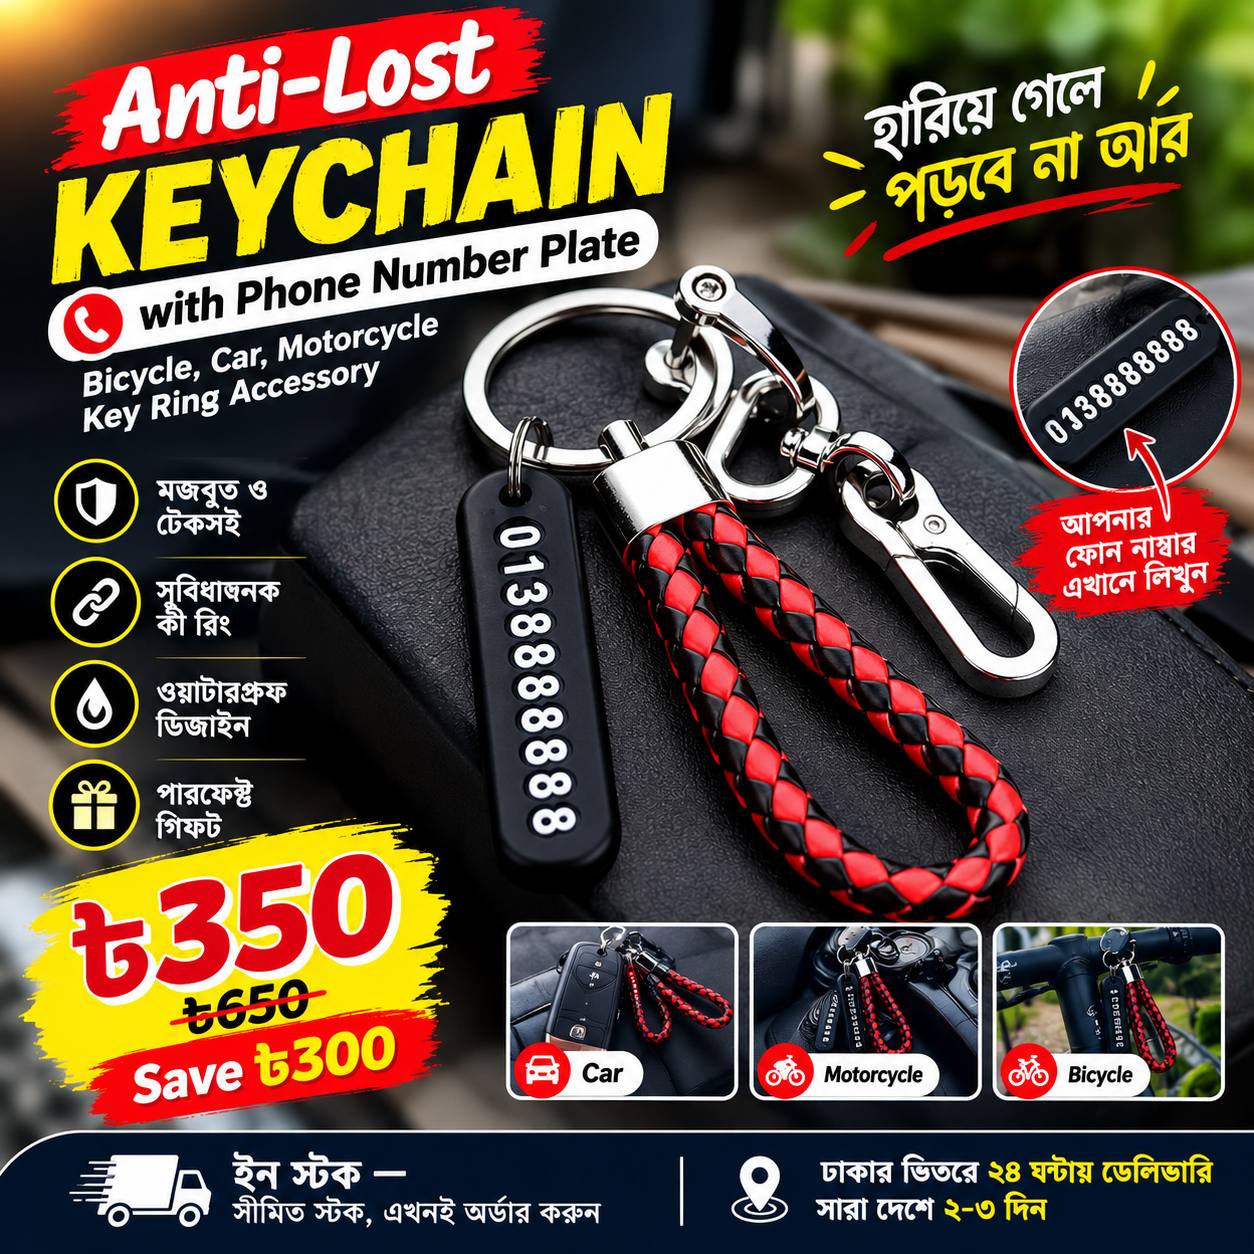 Anti-Lost
KEYCHAIN
with Phone Number Plate
Bicycle, Car, Motorcycle
Key Ring Accessory
হারিয়ে গেলে
পড়বে না আর
0138888888
আপনার
ফোন নাম্বার
এখানে লিখুন
01388888888
মজবুত ও
টেকসই
সুবিধাজনক
কী রিং
ওয়াটারপ্রুফ
ডিজাইন
পারফেক্ট
গিফট
৳350
৳650
Save ৳300
Car
Motorcycle
Bicycle
ইন স্টক —
সীমিত স্টক, এখনই অর্ডার করুন
ঢাকার ভিতরে ২৪ ঘন্টায় ডেলিভারি
সারা দেশে ২-৩ দিন